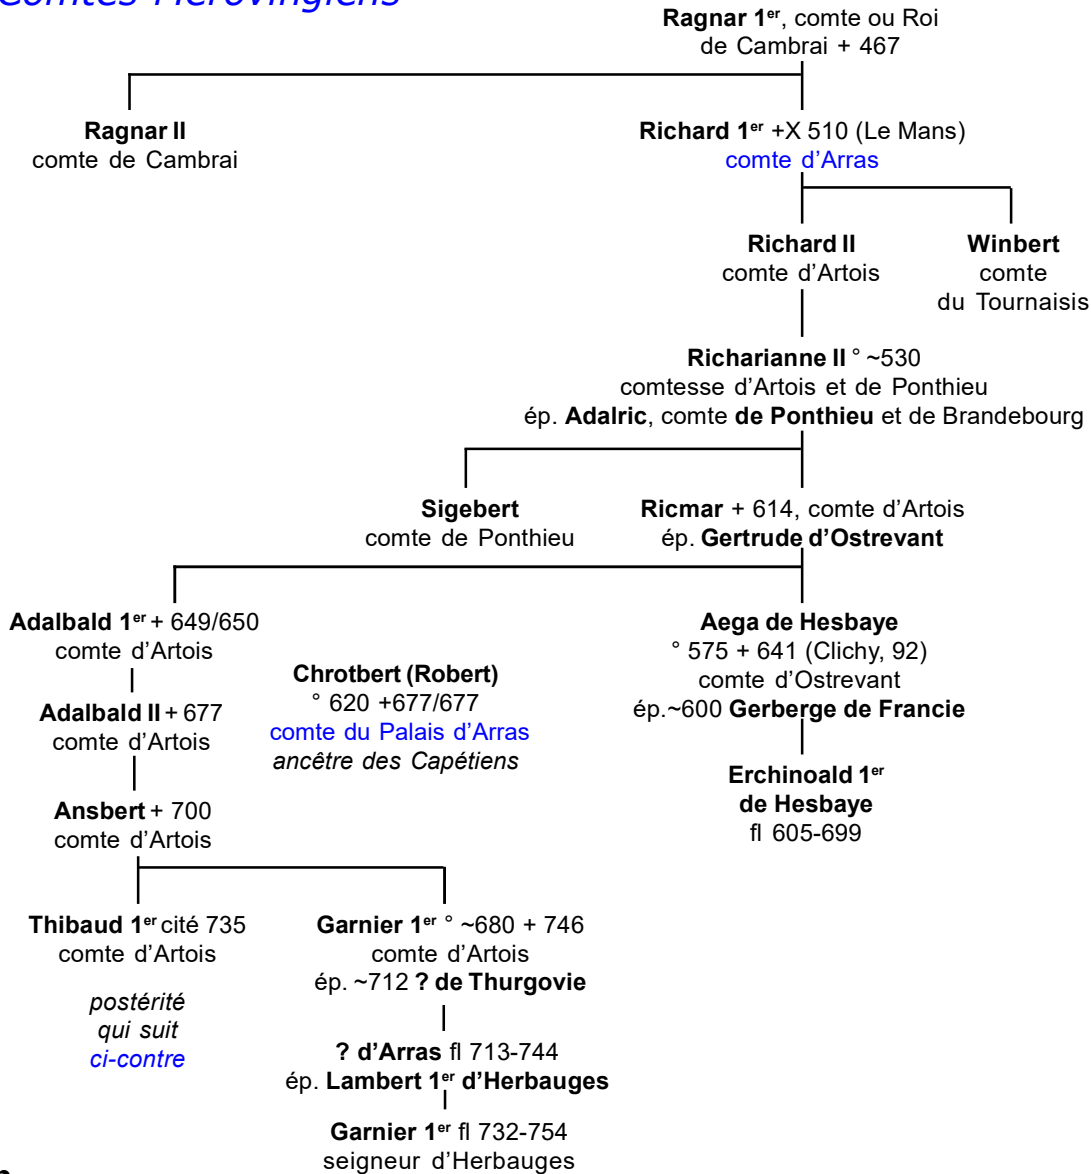 Comtes Mérovingiens
Ragnar 1er, comte ou Roi
de Cambrai + 467
Ragnar II
comte de Cambrai
Richard 1er +X 510 (Le Mans)
comte d’Arras
Richard II
comte d’Artois
Winbert
comte
du Tournaisis
Richarianne II ° ~530
comtesse d’Artois et de Ponthieu
ép. Adalric, comte de Ponthieu et de Brandebourg
Sigebert
comte de Ponthieu
Ricmar + 614, comte d’Artois
ép. Gertrude d’Ostrevant
Adalbald 1er + 649/650
comte d’Artois
Adalbald II + 677
comte d’Artois
Ansbert + 700
comte d’Artois
Chrotbert (Robert)
° 620 +677/677
comte du Palais d’Arras
ancêtre des Capétiens
Aega de Hesbaye
° 575 + 641 (Clichy, 92)
comte d’Ostrevant
ép.~600 Gerberge de Francie
Erchinoald 1er
de Hesbaye
fl 605-699
Thibaud 1er cité 735
comte d’Artois
postérité
qui suit
ci-contre
Garnier 1er ° ~680 + 746
comte d’Artois
ép. ~712 ? de Thurgovie
? d’Arras fl 713-744
ép. Lambert 1er d’Herbauges
Garnier 1er fl 732-754
seigneur d’Herbauges